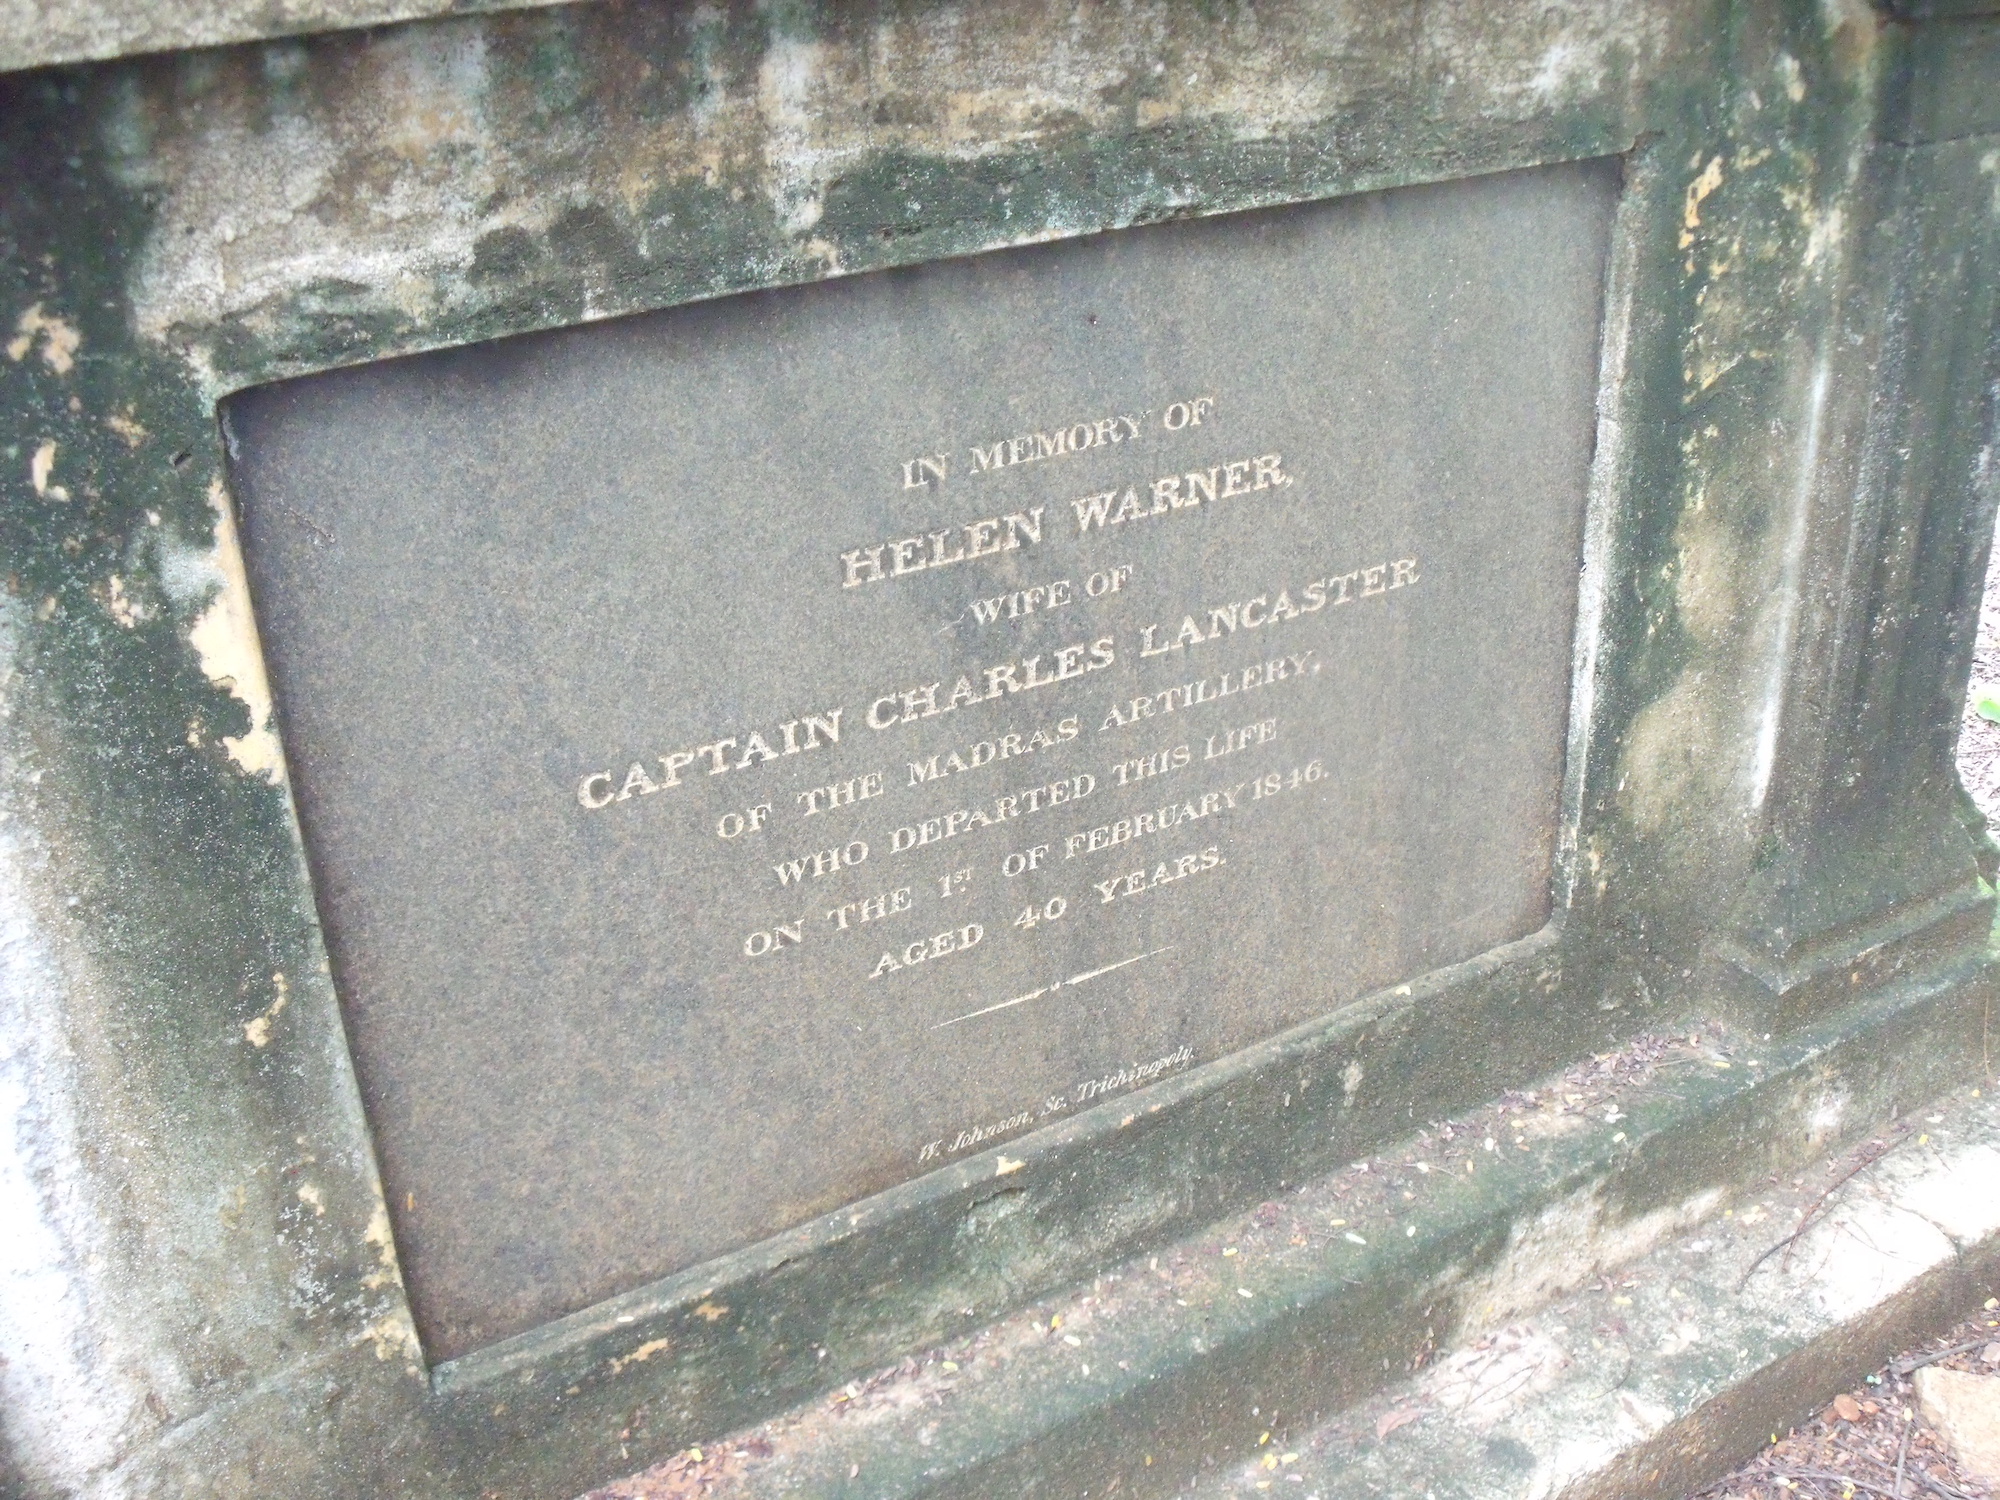 IN MEMORY OF
HELEN WARNER,
WIFE OF
CAPTAIN CHARLES LANCASTER
OF THE MADRAS ARTILLERY,
WHO DEPARTED THIS LIFE
ON THE 1ST OF FEBRUARY 1846.
AGED 40 YEARS.
W. Johnson, Sc. Trichinopoly.